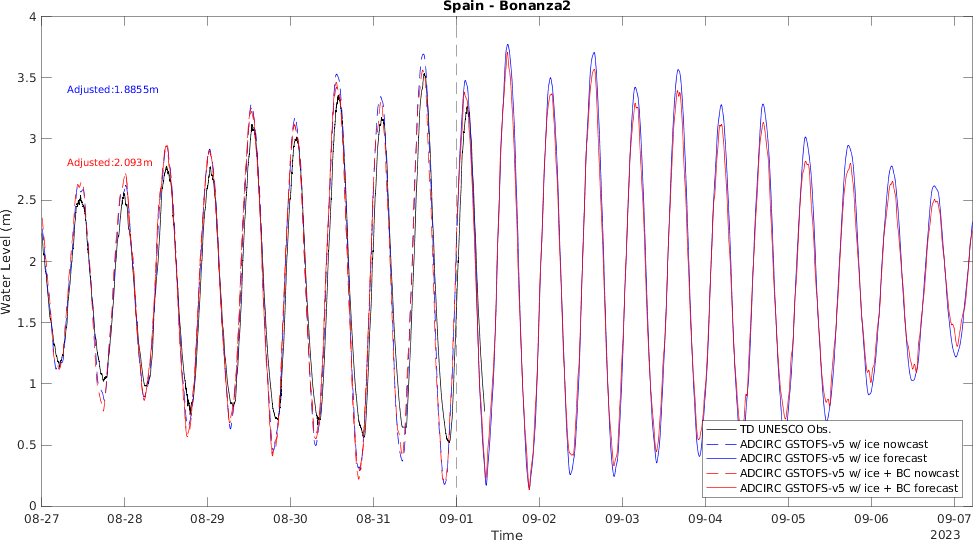 Spain - Bonanza2
4
3.5
3
2.5
2
1.5
1
0.5
0
Water Level (m)
Adjusted:1.8855m
Adjusted:2.093m
TD UNESCO Obs.
ADCIRC GSTOFS-v5 w/ ice nowcast
ADCIRC GSTOFS-v5 w/ ice forecast
ADCIRC GSTOFS-v5 w/ ice + BC nowcast
ADCIRC GSTOFS-v5 w/ ice + BC forecast
08-27 08-28 08-29 08-30 08-31 09-01 09-02 09-03 09-04 09-05 09-06 09-07
2023
Time